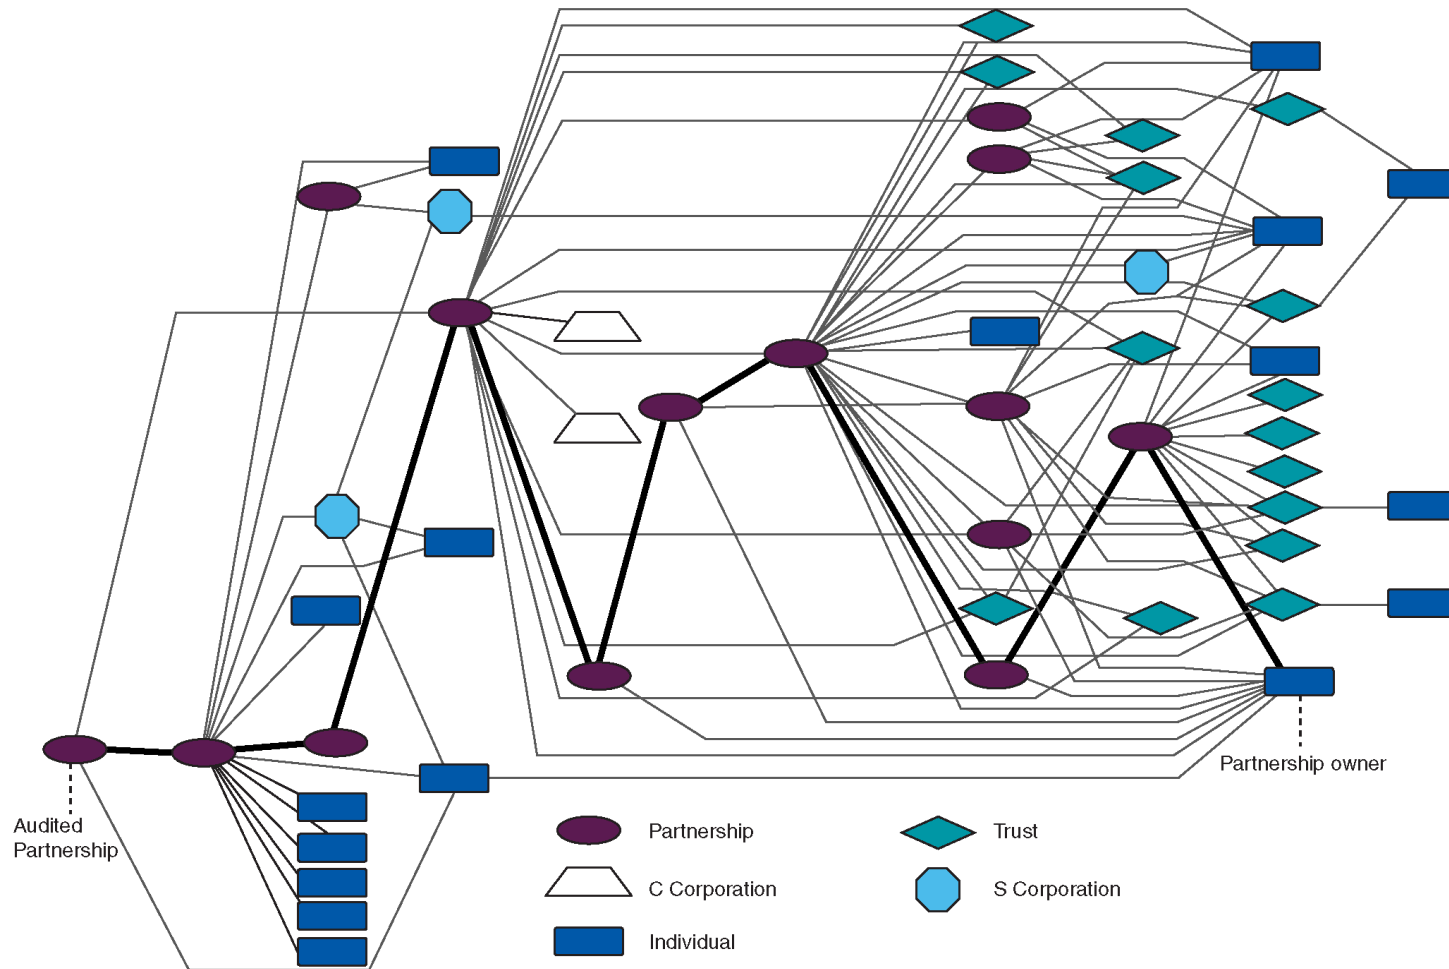 Partnership owner
Audited
Partnership
Partnership
Trust
C Corporation
S Corporation
Individual